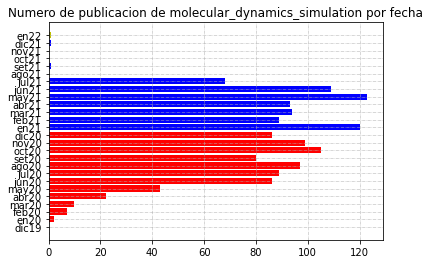 Numero de publicacion de molecular_dynamics_simulation por fecha
en22
dic21
nov21
oct21
set21
ago21
jul21
jun21
may21
abr21
mar21
feb21
en21
dic20
nov20
oct20
set20
ago20
jul20
jun20
may20
abr20
mar20
feb20
en20
dic19
0 20 40 60 80 100 120